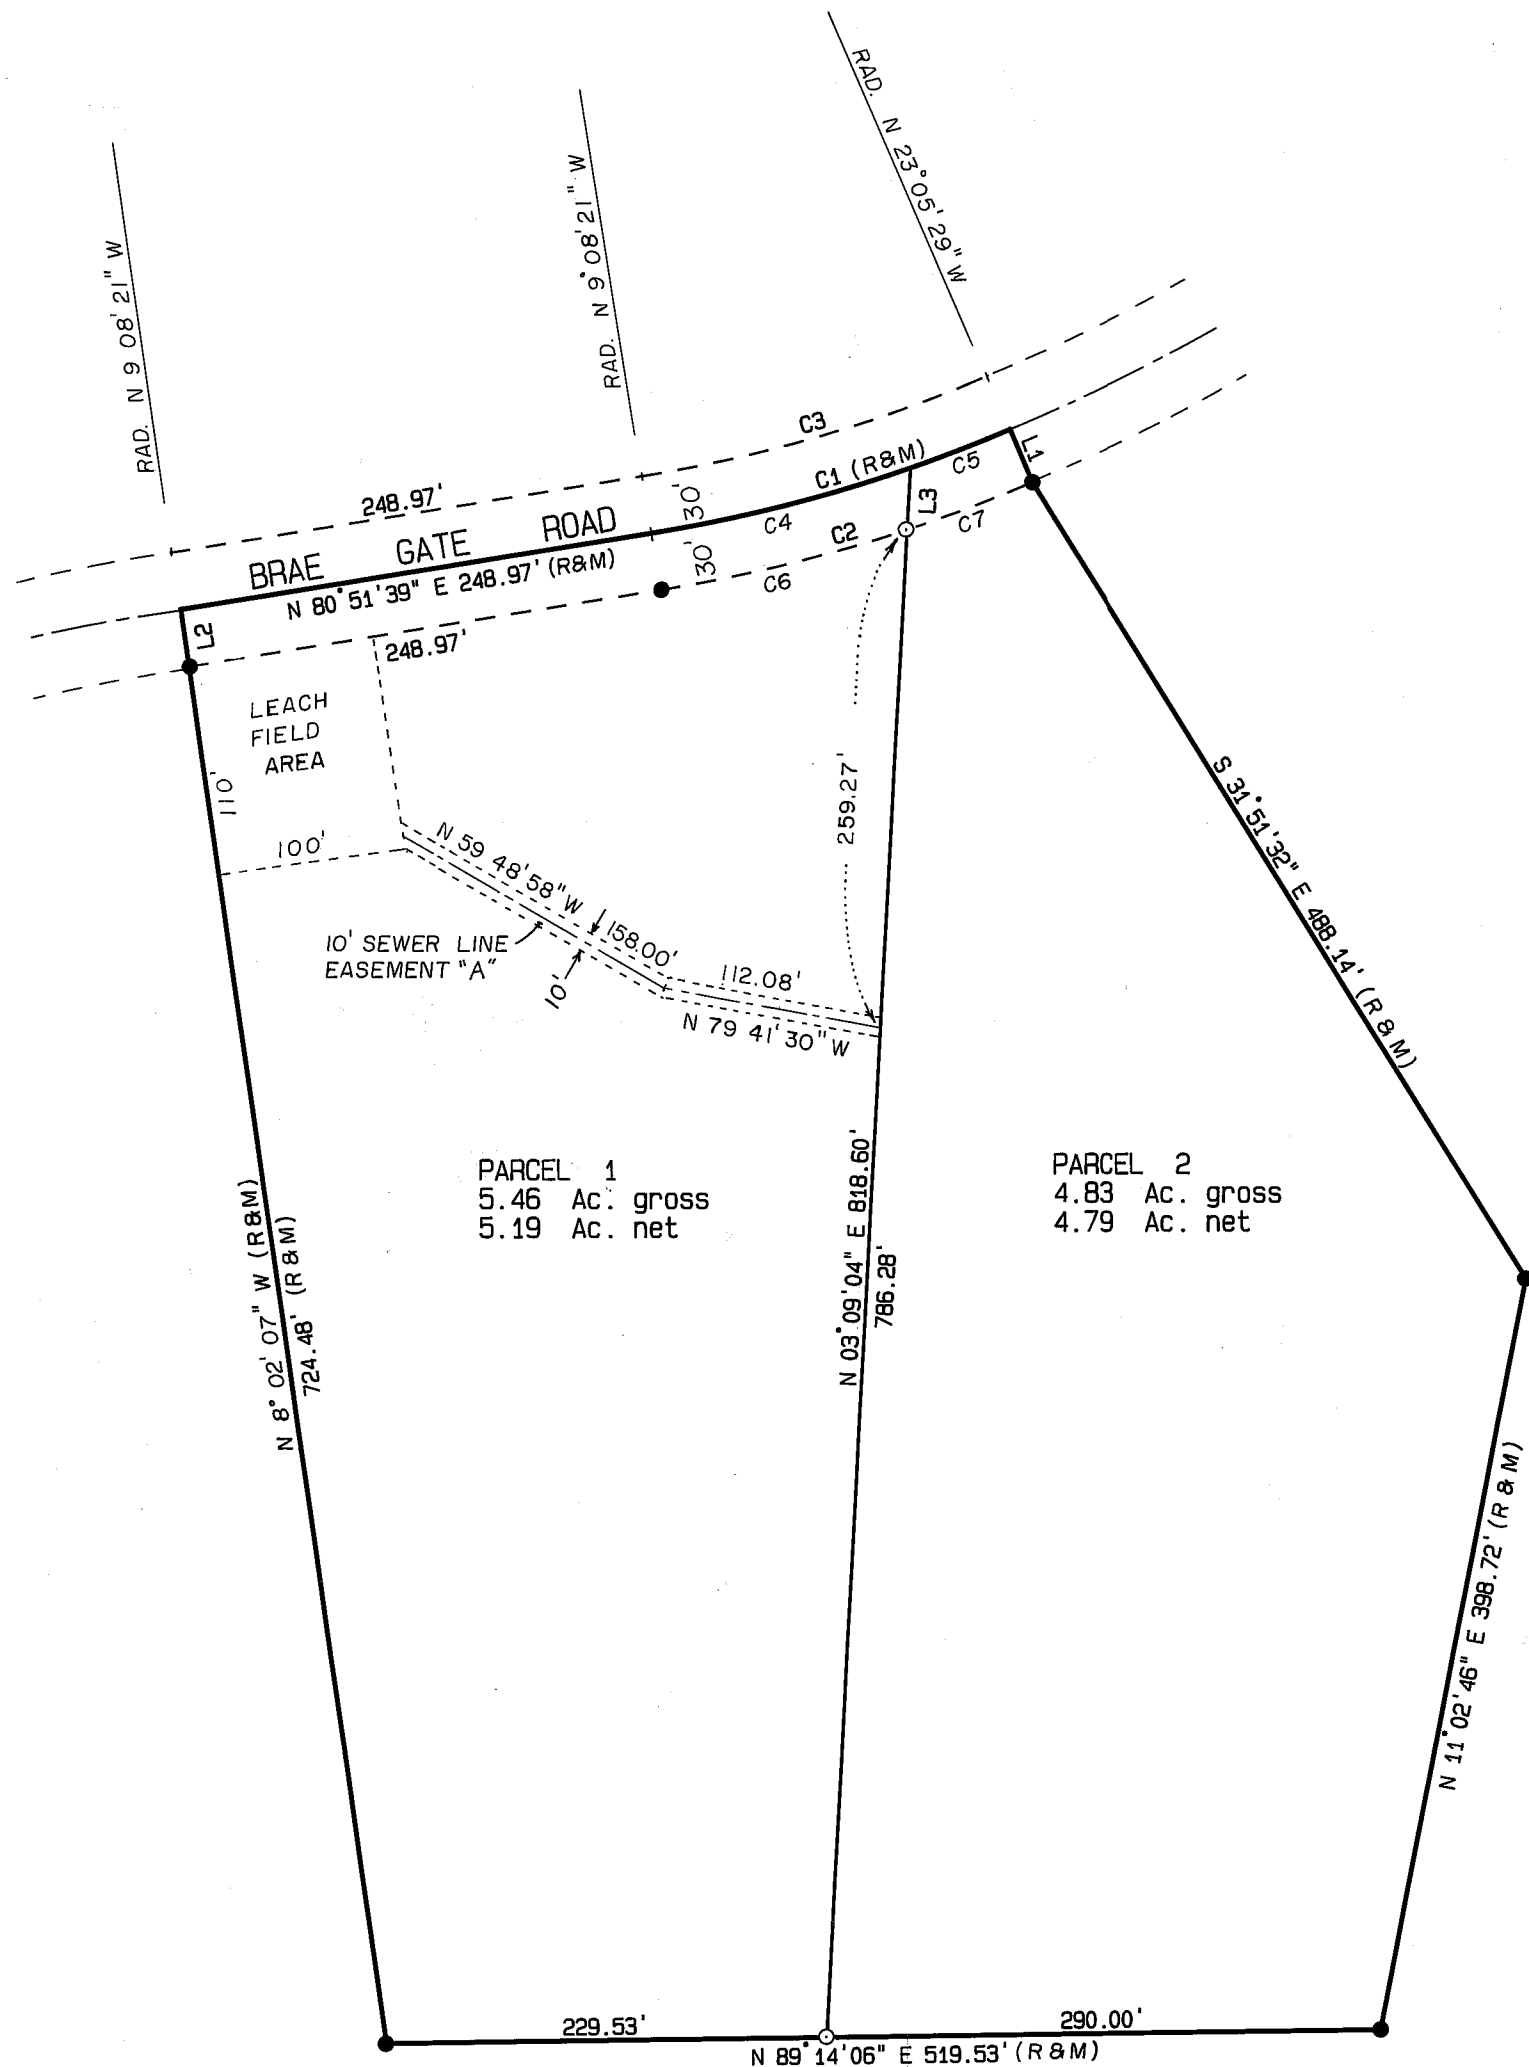 RAD. N 23°05'29" W
RAD. N 9°08'21" W
RAD. N 9 08'21" W
C3
248.97'
30'
C1 (R&M)
C5
L1
BRAE GATE ROAD
C4
L3
C2
C7
N 80°51'39" E 248.97' (R&M)
30'
C6
L2
248.97'
LEACH
FIELD
AREA
110'
100'
259.27'
S 31°51'32" E 488.14' (R & M)
N 59 48'58" W
158.00'
10' SEWER LINE
EASEMENT "A"
10'
112.08'
N 79 41'30" W
PARCEL 1
5.46 Ac. gross
5.19 Ac. net
PARCEL 2
4.83 Ac. gross
4.79 Ac. net
N 03°09'04" E 818.60'
786.28'
N 8° 02' 07" W (R&M)
724.48' (R&M)
N 11°02'46" E 398.72' (R & M)
229.53'
290.00'
N 89°14'06" E 519.53' (R & M)